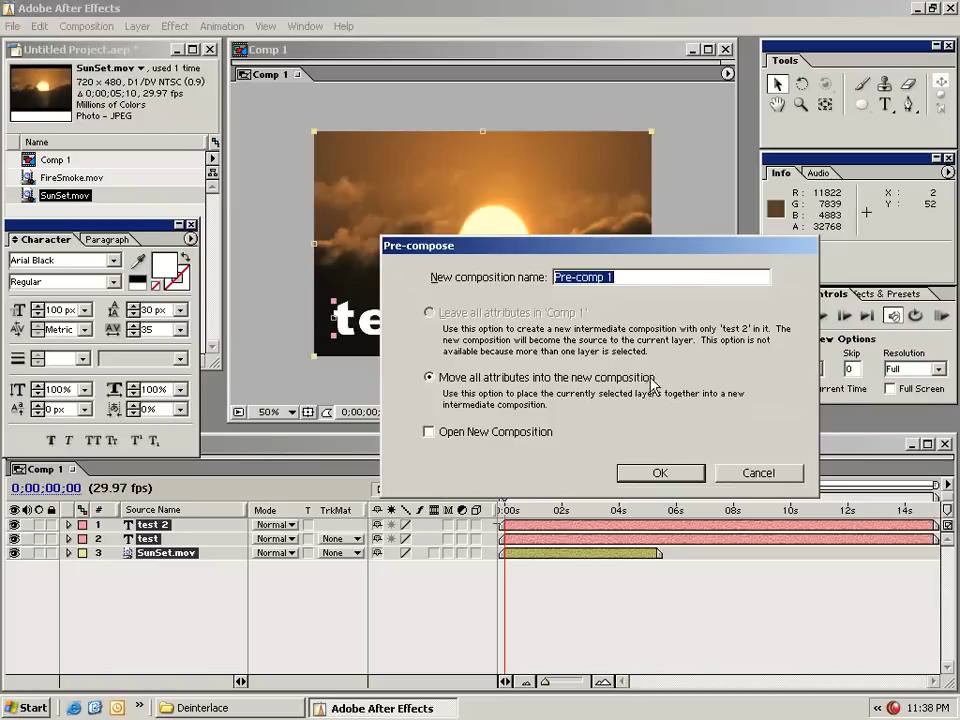 Adobe After Effects
File Edit Composition Layer Effect Animation View Window Help
Untitled Project.aep *
SunSet.mov , used 1 time
720 x 480, D1/DV NTSC (0.9)
Δ 0;00;05;10, 29.97 fps
Millions of Colors
Photo - JPEG
Name
Comp 1
FireSmoke.mov
SunSet.mov
Character Paragraph
Arial Black
Regular
100 px 30 px
Metric 35
100% 100%
0 px 0%
Comp 1
Comp 1
te
50% 0;00;
Tools
Info Audio
R : 11822 X : 2
G : 7839 Y : 52
B : 4883
A : 32768
Skip Resolution
0 Full
Full Screen
Pre-compose
New composition name: Pre-comp 1
Leave all attributes in 'Comp 1'
Use this option to create a new intermediate composition with only 'test 2' in it. The
new composition will become the source to the current layer. This option is not
available because more than one layer is selected.
Move all attributes into the new composition
Use this option to place the currently selected layers together into a new
intermediate composition.
Open New Composition
OK Cancel
Comp 1
0;00;00;00 (29.97 fps)
# Source Name Mode T TrkMat 00s 02s 04s 06s 08s 10s 12s 14s
1 test 2 Normal
2 test Normal None
3 SunSet.mov Normal None
Start Deinterlace Adobe After Effects 11:38 PM